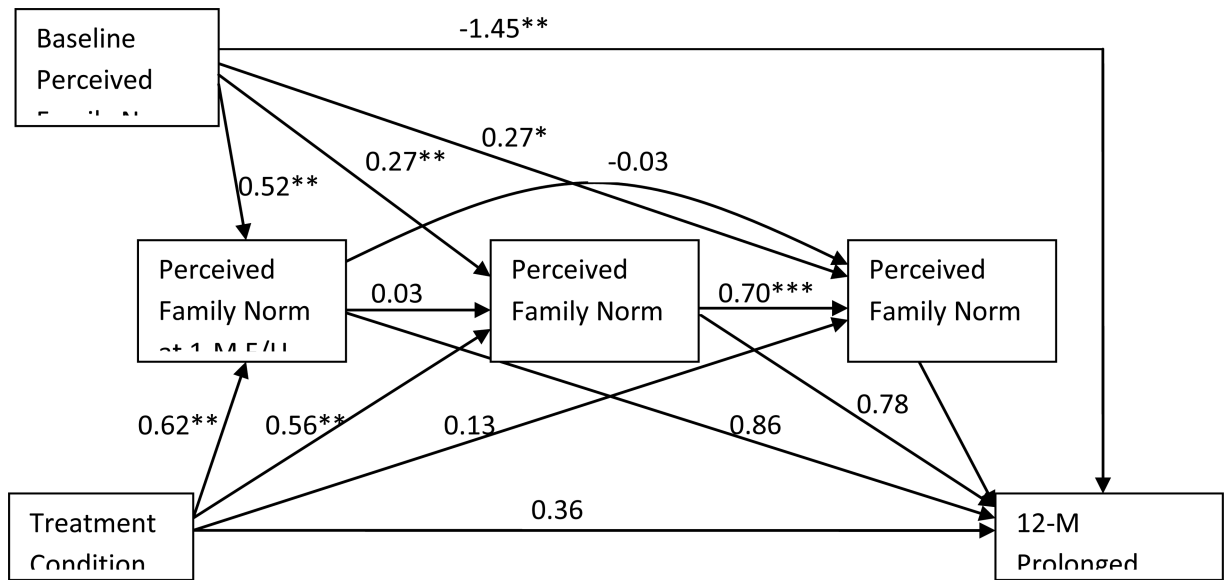 Baseline
Perceived
-1.45**
0.27*
-0.03
0.27**
0.52**
Perceived
Family Norm
0.03
Perceived
Family Norm
0.70***
Perceived
Family Norm
0.62**
0.56**
0.13
0.86
0.78
Treatment
Condition
0.36
12-M
Prolonged